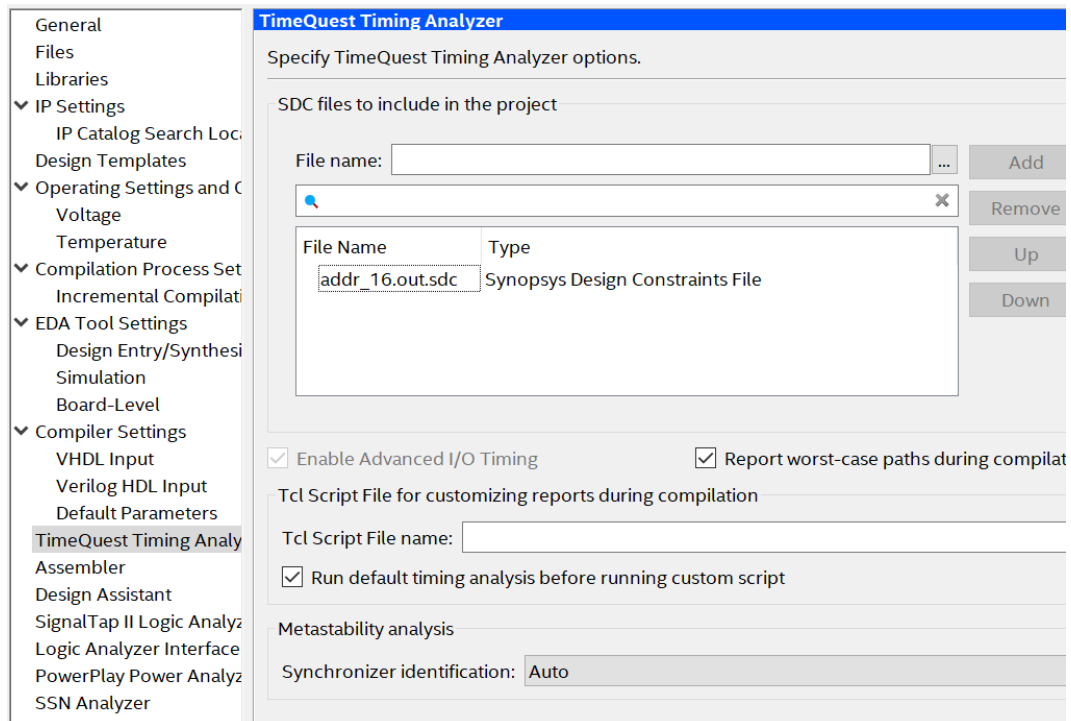 General
Files
Libraries
IP Settings
IP Catalog Search Loca
Design Templates
Operating Settings and C
Voltage
Temperature
Compilation Process Set
Incremental Compilati
EDA Tool Settings
Design Entry/Synthesi
Simulation
Board-Level
Compiler Settings
VHDL Input
Verilog HDL Input
Default Parameters
TimeQuest Timing Analy
Assembler
Design Assistant
SignalTap II Logic Analyz
Logic Analyzer Interface
PowerPlay Power Analyz
SSN Analyzer
TimeQuest Timing Analyzer
Specify TimeQuest Timing Analyzer options.
SDC files to include in the project
File name: ... Add
Remove
File Name Type Up
addr_16.out.sdc Synopsys Design Constraints File
Down
Enable Advanced I/O Timing Report worst-case paths during compilat
Tcl Script File for customizing reports during compilation
Tcl Script File name:
Run default timing analysis before running custom script
Metastability analysis
Synchronizer identification: Auto